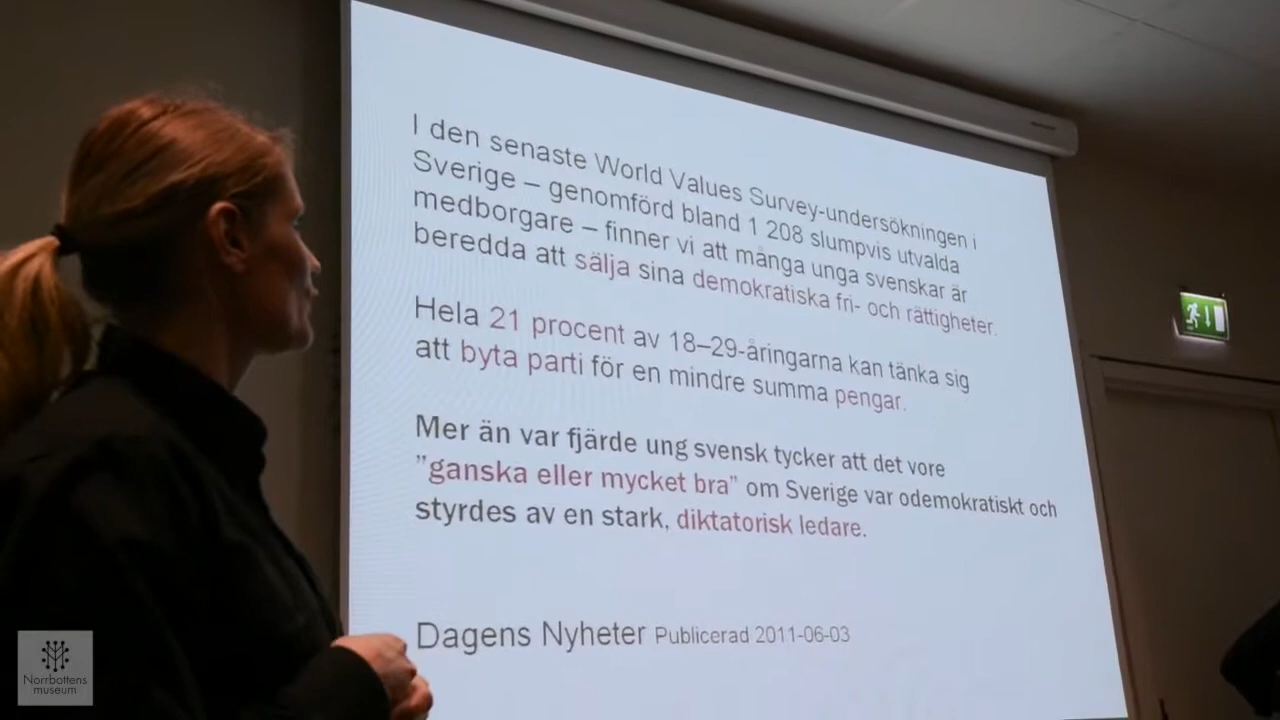 I den senaste World Values Survey-undersökningen i
Sverige – genomförd bland 1 208 slumpvis utvalda
medborgare – finner vi att många unga svenskar är
beredda att sälja sina demokratiska fri- och rättigheter.
Hela 21 procent av 18–29-åringarna kan tänka sig
att byta parti för en mindre summa pengar.
Mer än var fjärde ung svensk tycker att det vore
”ganska eller mycket bra” om Sverige var odemokratiskt och
styrdes av en stark, diktatorisk ledare.
Dagens Nyheter Publicerad 2011-06-03
Norrbottens
museum